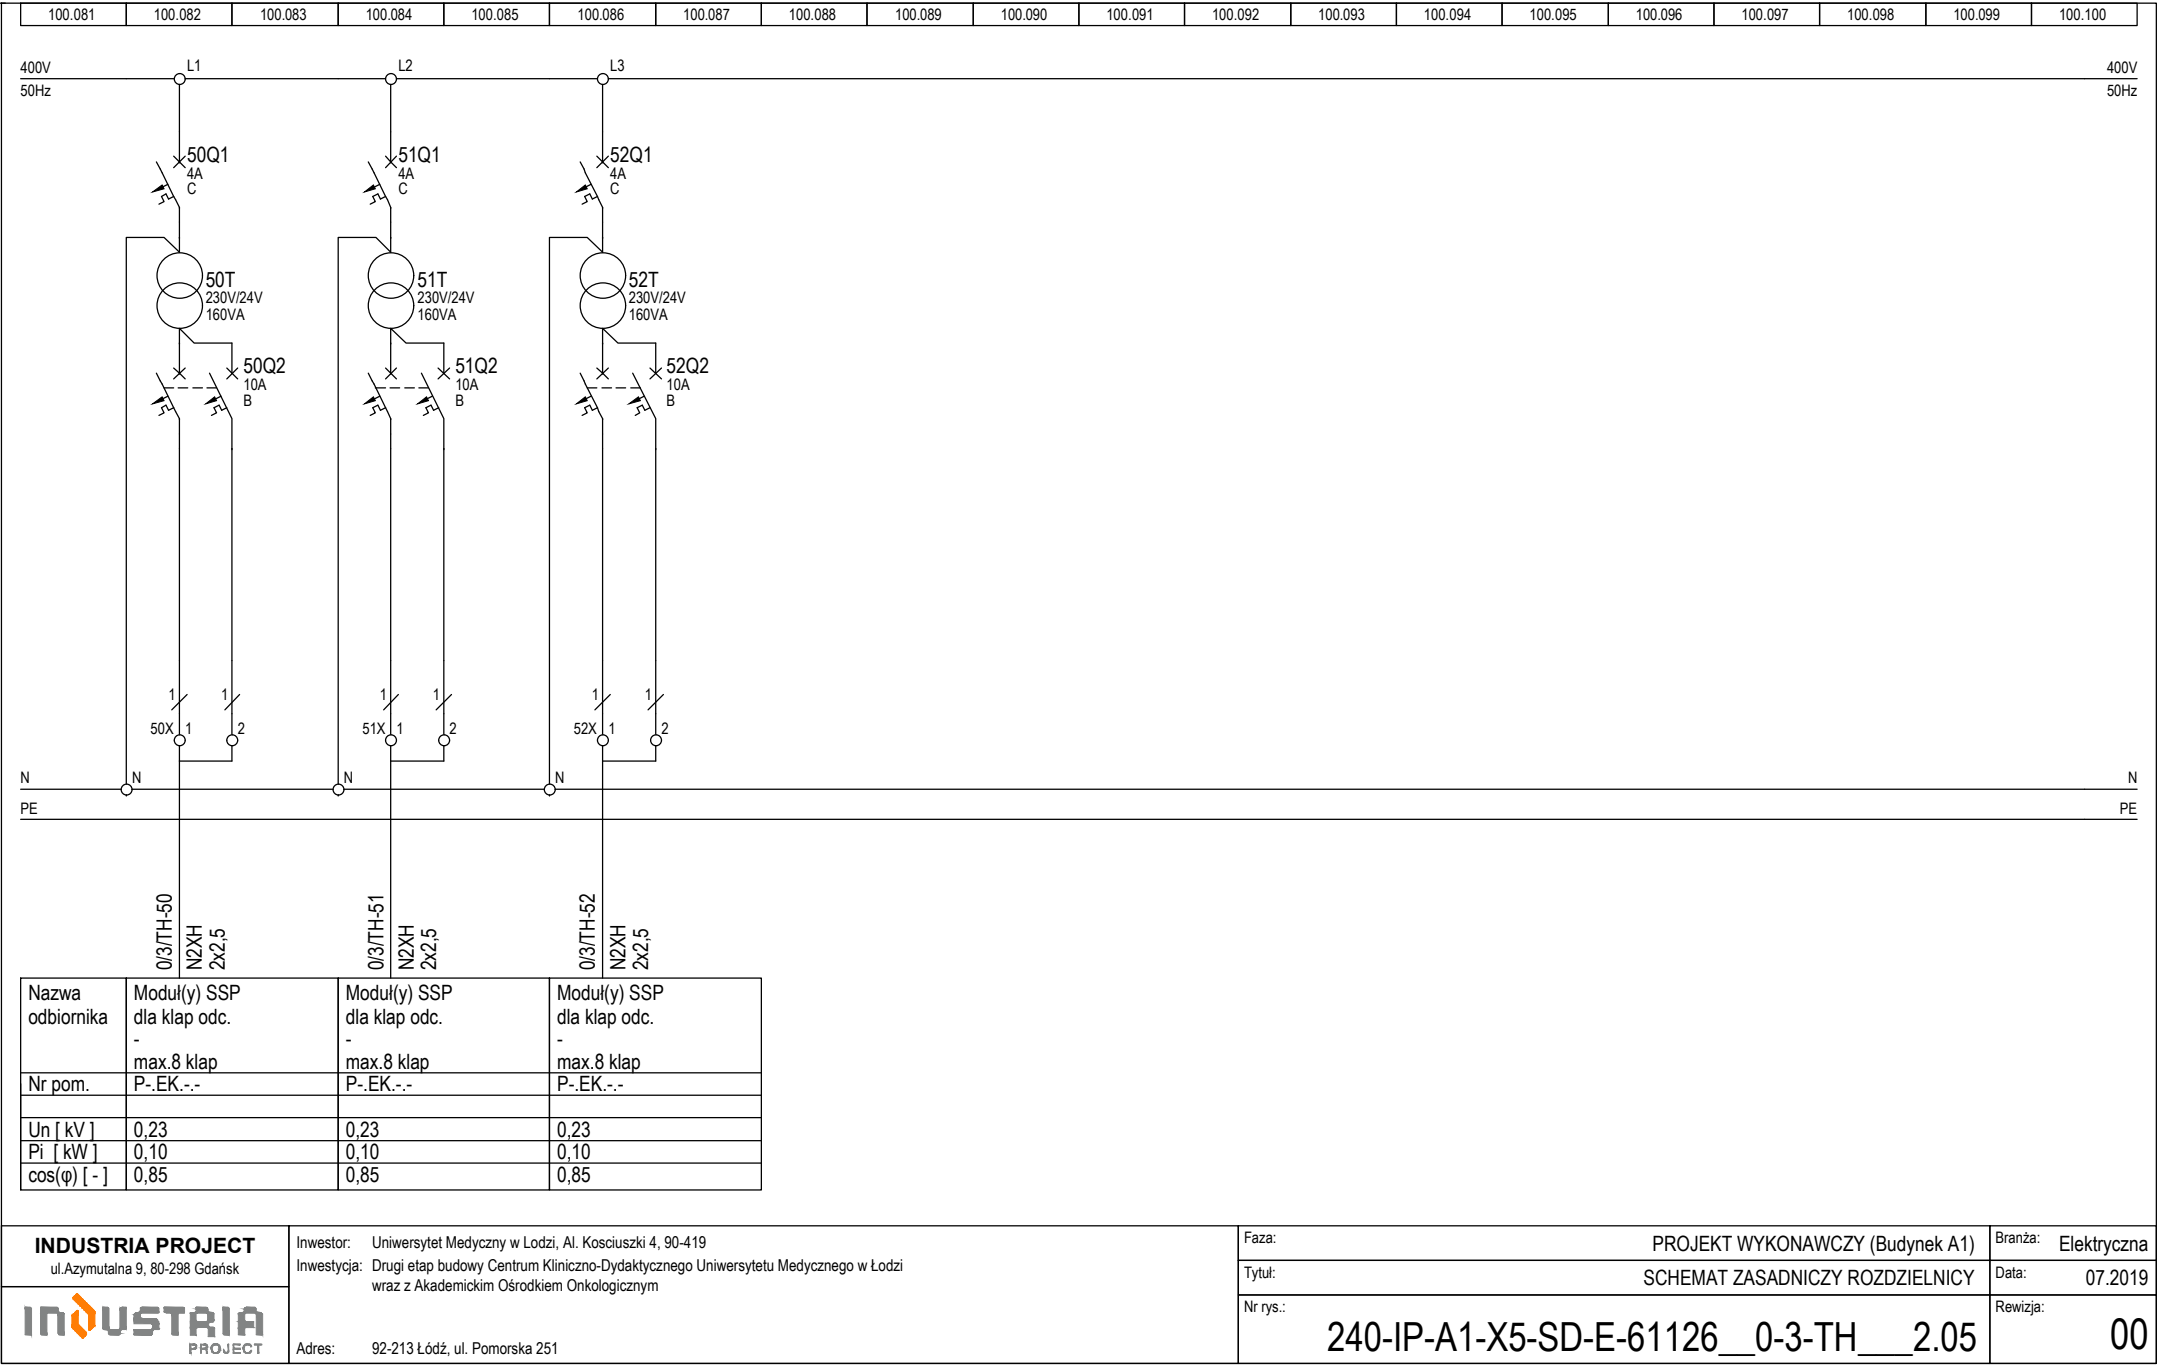 100.081 100.082 100.083 100.084 100.085 100.086 100.087 100.088 100.089 100.090 100.091 100.092 100.093 100.094 100.095 100.096 100.097 100.098 100.099 100.100
400V L1 L2 L3 400V
50Hz 50Hz
50Q1 51Q1 52Q1
4A 4A 4A
C C C
50T 51T 52T
230V/24V 230V/24V 230V/24V
160VA 160VA 160VA
50Q2 51Q2 52Q2
10A 10A 10A
B B B
1 1 1 1 1 1
50X 1 2 51X 1 2 52X 1 2
N N N N N
PE PE
0/3/TH-50 0/3/TH-51 0/3/TH-52
N2XH N2XH N2XH
2x2,5 2x2,5 2x2,5
Nazwa Moduł(y) SSP Moduł(y) SSP Moduł(y) SSP
odbiornika dla klap odc. dla klap odc. dla klap odc.
- - -
max.8 klap max.8 klap max.8 klap
Nr pom. P-.EK.-.- P-.EK.-.- P-.EK.-.-
Un [ kV ] 0,23 0,23 0,23
Pi [ kW ] 0,10 0,10 0,10
cos(φ) [ - ] 0,85 0,85 0,85
INDUSTRIA PROJECT
ul.Azymutalna 9, 80-298 Gdańsk
INDUSTRIA
PROJECT
Inwestor: Uniwersytet Medyczny w Lodzi, Al. Kosciuszki 4, 90-419
Inwestycja: Drugi etap budowy Centrum Kliniczno-Dydaktycznego Uniwersytetu Medycznego w Łodzi
wraz z Akademickim Ośrodkiem Onkologicznym
Adres: 92-213 Łódź, ul. Pomorska 251
Faza: PROJEKT WYKONAWCZY (Budynek A1)
Branża: Elektryczna
Tytuł: SCHEMAT ZASADNICZY ROZDZIELNICY
Data: 07.2019
Nr rys.: 240-IP-A1-X5-SD-E-61126__0-3-TH___2.05
Rewizja: 00